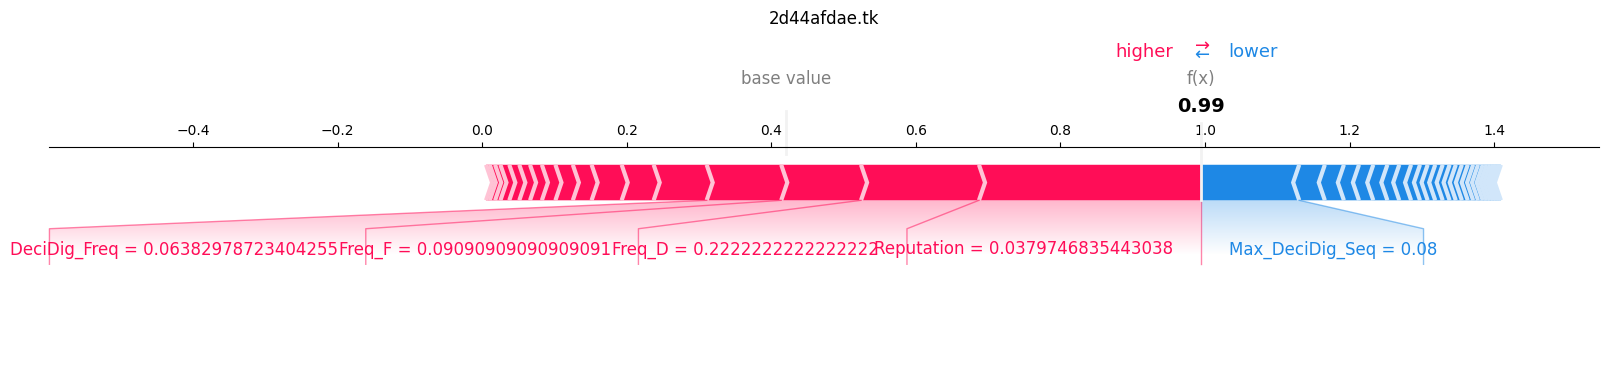 2d44afdae.tk
higher ⇄ lower
base value f(x)
0.99
−0.4 −0.2 0.0 0.2 0.4 0.6 0.8 1.0 1.2 1.4
DeciDig_Freq = 0.06382978723404255 Freq_F = 0.09090909090909091 Freq_D = 0.2222222222222222 Reputation = 0.0379746835443038 Max_DeciDig_Seq = 0.08